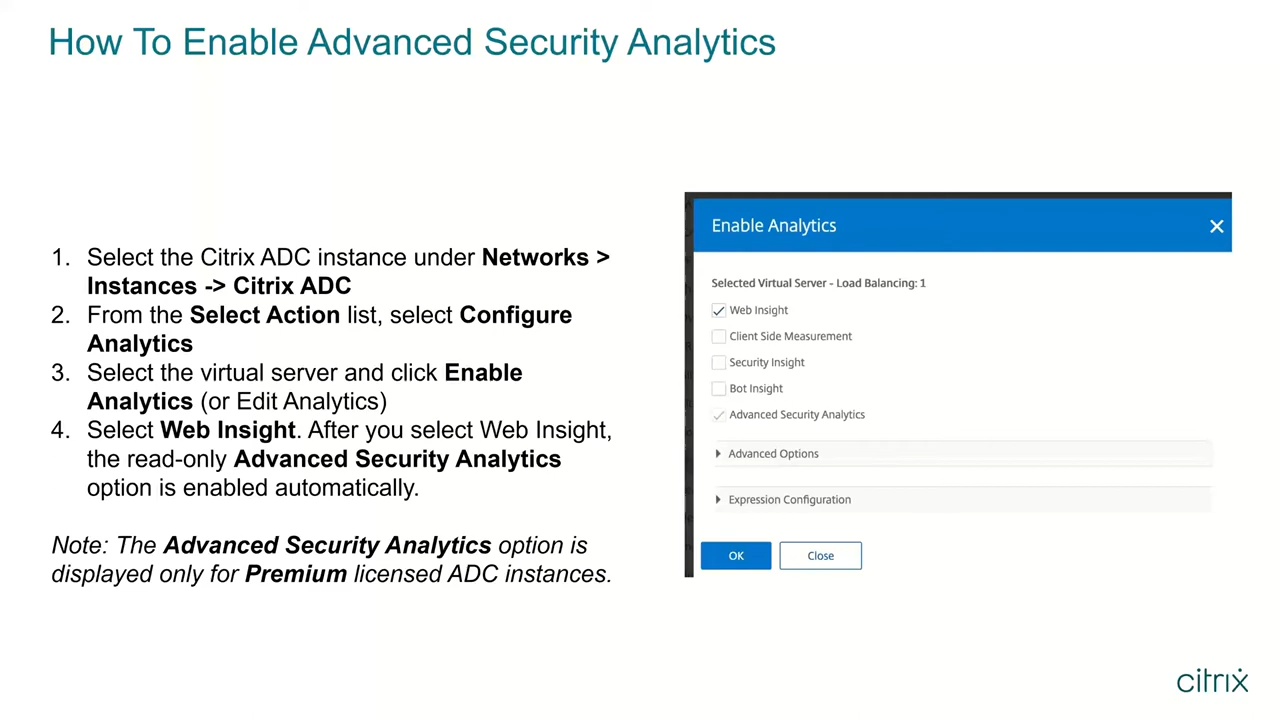 How To Enable Advanced Security Analytics
1. Select the Citrix ADC instance under Networks >
Instances -> Citrix ADC
2. From the Select Action list, select Configure
Analytics
3. Select the virtual server and click Enable
Analytics (or Edit Analytics)
4. Select Web Insight. After you select Web Insight,
the read-only Advanced Security Analytics
option is enabled automatically.
Note: The Advanced Security Analytics option is
displayed only for Premium licensed ADC instances.
Enable Analytics
Selected Virtual Server - Load Balancing: 1
Web Insight
Client Side Measurement
Security Insight
Bot Insight
Advanced Security Analytics
Advanced Options
Expression Configuration
OK
Close
citrix